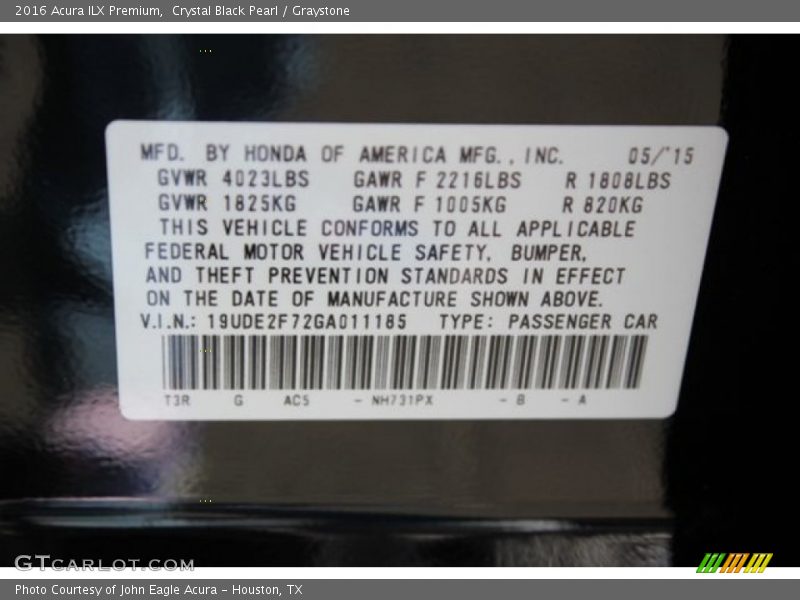 2016 Acura ILX Premium, Crystal Black Pearl / Graystone
MFD. BY HONDA OF AMERICA MFG., INC. 05/'15
GVWR 4023LBS GAWR F 2216LBS R 1808LBS
GVWR 1825KG GAWR F 1005KG R 820KG
THIS VEHICLE CONFORMS TO ALL APPLICABLE
FEDERAL MOTOR VEHICLE SAFETY, BUMPER,
AND THEFT PREVENTION STANDARDS IN EFFECT
ON THE DATE OF MANUFACTURE SHOWN ABOVE.
V.I.N.: 19UDE2F72GA011185 TYPE: PASSENGER CAR
T3R G AC5 - NH731PX - B - A
GTCARLOT.COM
Photo Courtesy of John Eagle Acura - Houston, TX